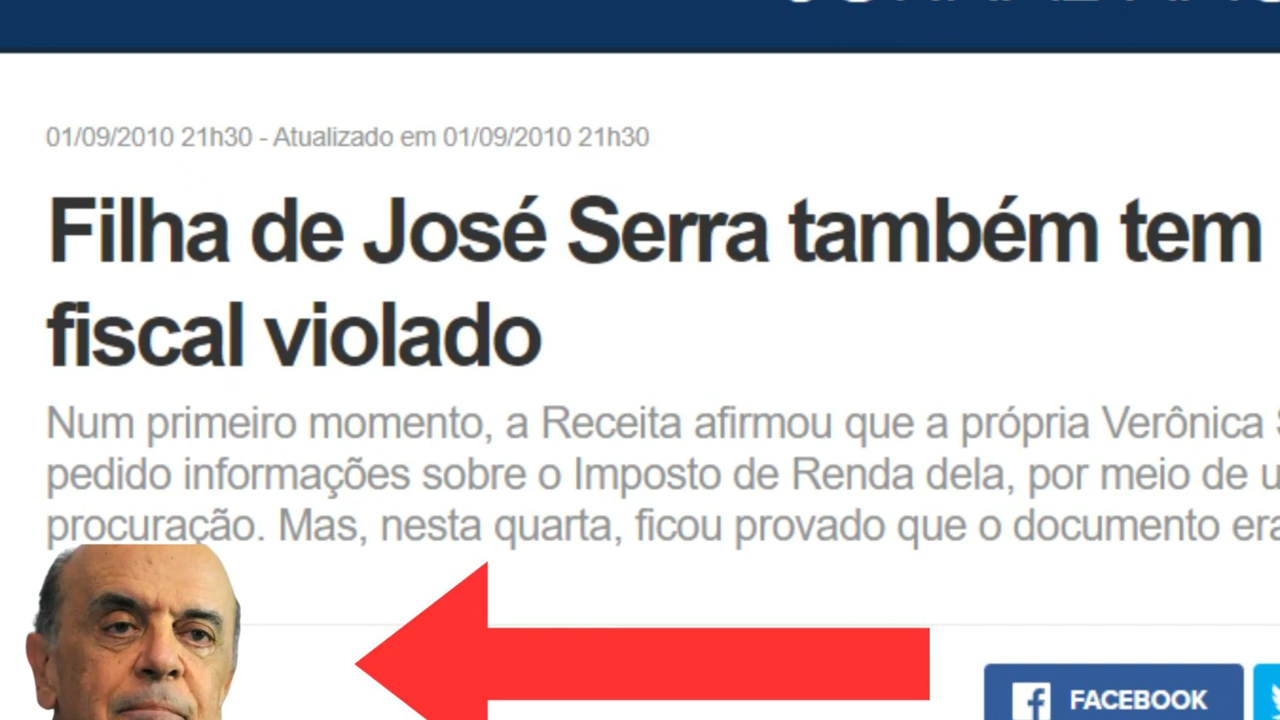 01/09/2010 21h30 - Atualizado em 01/09/2010 21h30
Filha de José Serra também tem
fiscal violado
Num primeiro momento, a Receita afirmou que a própria Verônica
pedido informações sobre o Imposto de Renda dela, por meio de
procuração. Mas, nesta quarta, ficou provado que o documento
FACEBOOK